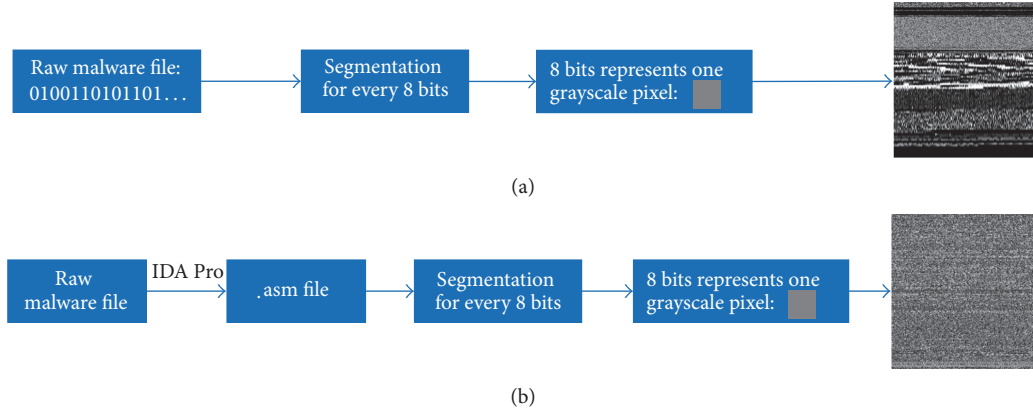 Raw malware file:
0100110101101...
Segmentation
for every 8 bits
8 bits represents one
grayscale pixel:
(a)
Raw
malware file
IDA Pro
.asm file
Segmentation
for every 8 bits
8 bits represents one
grayscale pixel:
(b)